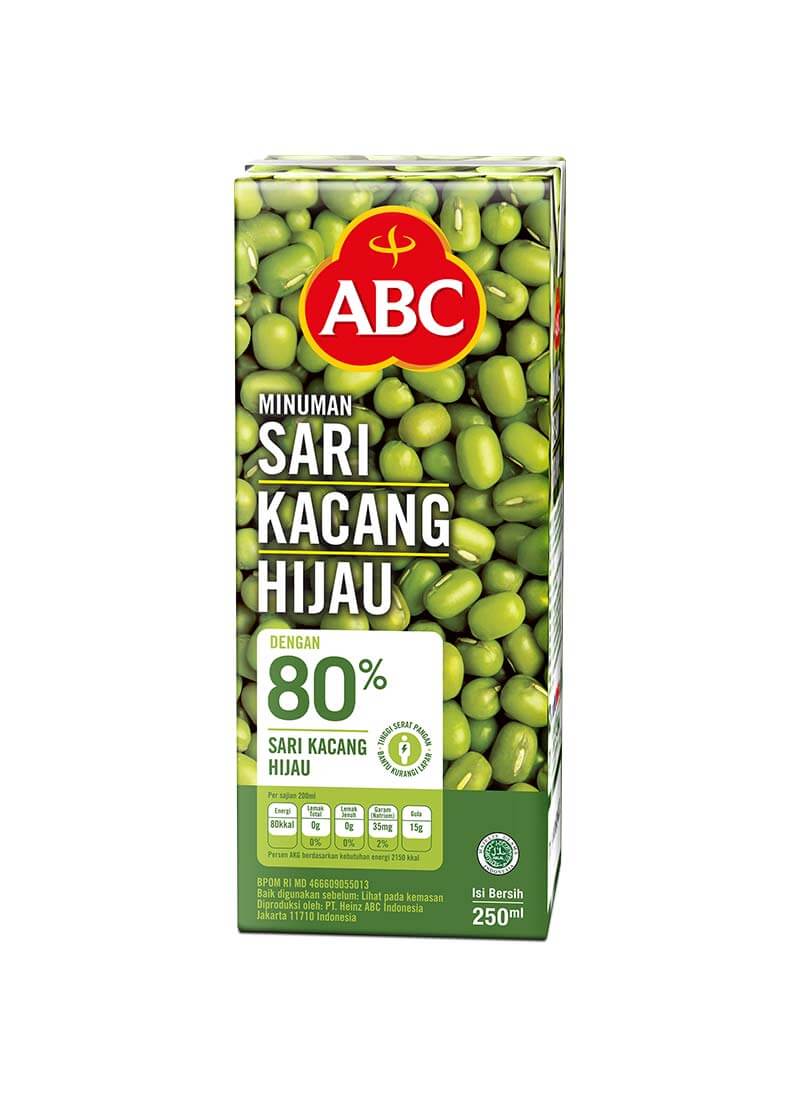 ABC
MINUMAN
SARI
KACANG
HIJAU
DENGAN
80%
SARI KACANG
HIJAU
TINGGI SERAT PANGAN
BANTU KURANGI LAPAR
Per sajian 200ml
Energi
80kkal
Lemak
Total
0g
0%
Lemak
Jenuh
0g
0%
Garam
(Natrium)
35mg
2%
Gula
15g
Persen AKG berdasarkan kebutuhan energi 2150 kkal
BPOM RI MD 466609055013
Baik digunakan sebelum: Lihat pada kemasan
Diproduksi oleh: PT. Heinz ABC Indonesia
Jakarta 11710 Indonesia
INDONESIA
Isi Bersih
250ml